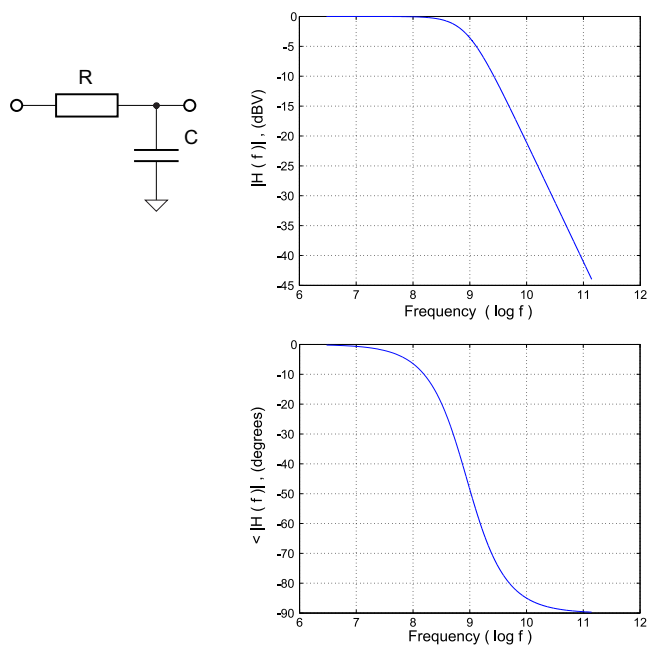 R
C
0
-5
-10
-15
-20
-25
-30
-35
-40
-45
|H ( f )| , (dBV)
6 7 8 9 10 11 12
Frequency ( log f )
0
-10
-20
-30
-40
-50
-60
-70
-80
-90
< |H ( f )| , (degrees)
6 7 8 9 10 11 12
Frequency ( log f )